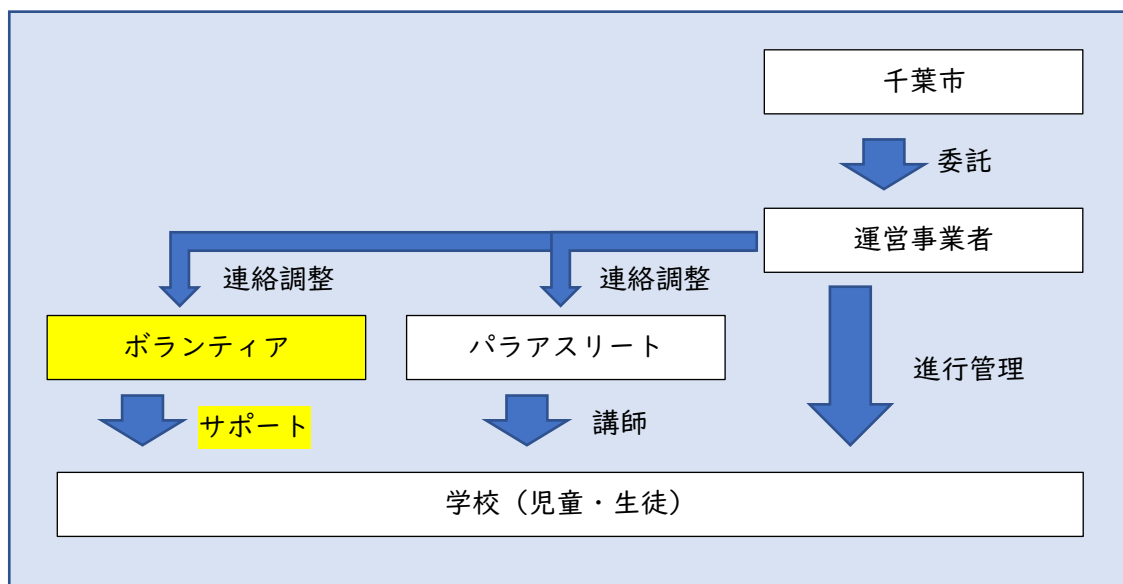 千葉市
委託
運営事業者
連絡調整
連絡調整
ボランティア
パラアスリート
進行管理
サポート
講師
学校（児童・生徒）